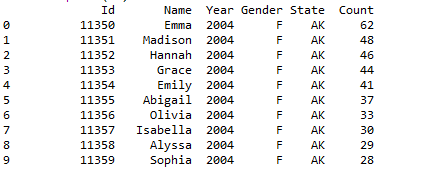 Id Name Year Gender State Count
0 11350 Emma 2004 F AK 62
1 11351 Madison 2004 F AK 48
2 11352 Hannah 2004 F AK 46
3 11353 Grace 2004 F AK 44
4 11354 Emily 2004 F AK 41
5 11355 Abigail 2004 F AK 37
6 11356 Olivia 2004 F AK 33
7 11357 Isabella 2004 F AK 30
8 11358 Alyssa 2004 F AK 29
9 11359 Sophia 2004 F AK 28